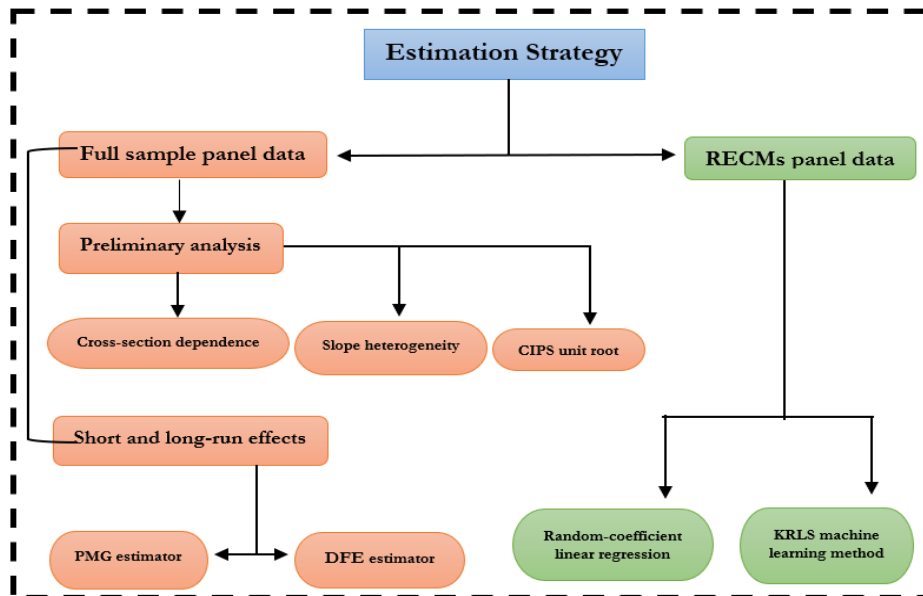 Estimation Strategy
Full sample panel data
RECMs panel data
Preliminary analysis
Cross-section dependence
Slope heterogeneity
CIPS unit root
Short and long-run effects
Random-coefficient
linear regression
KRLS machine
learning method
PMG estimator
DFE estimator